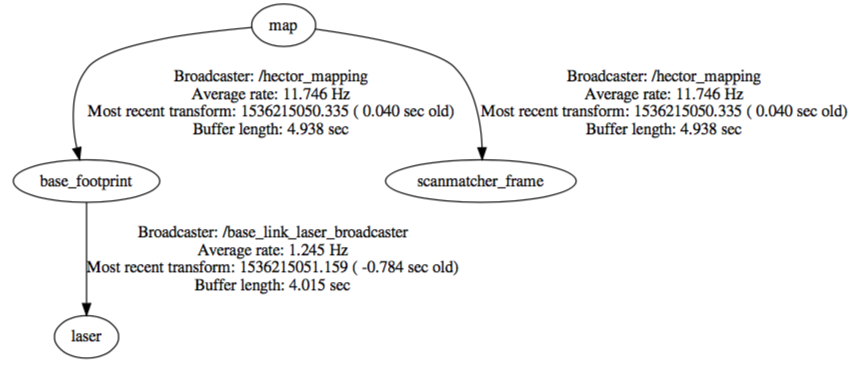 map
Broadcaster: /hector_mapping
Average rate: 11.746 Hz
Most recent transform: 1536215050.335 ( 0.040 sec old)
Buffer length: 4.938 sec
Broadcaster: /hector_mapping
Average rate: 11.746 Hz
Most recent transform: 1536215050.335 ( 0.040 sec old)
Buffer length: 4.938 sec
base_footprint
scanmatcher_frame
Broadcaster: /base_link_laser_broadcaster
Average rate: 1.245 Hz
Most recent transform: 1536215051.159 ( -0.784 sec old)
Buffer length: 4.015 sec
laser